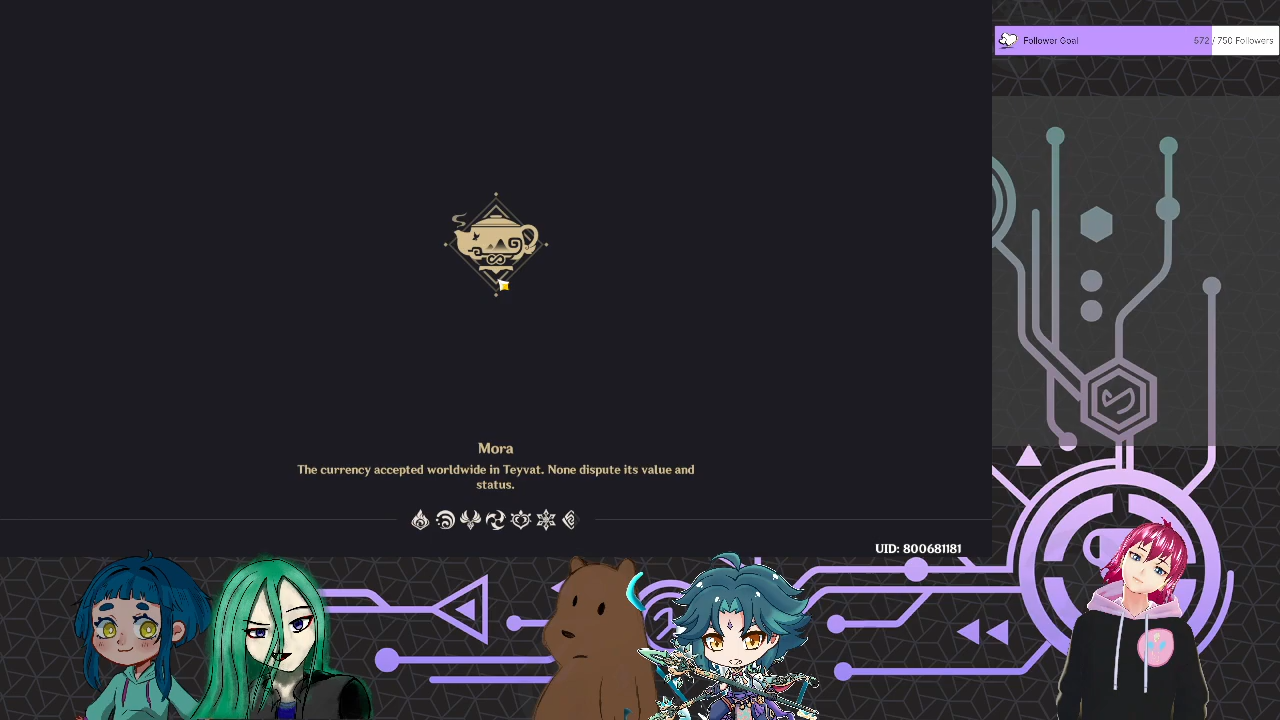 Follower Goal
572 / 750 Followers
Mora
The currency accepted worldwide in Teyvat. None dispute its value and
status.
UID: 800681181